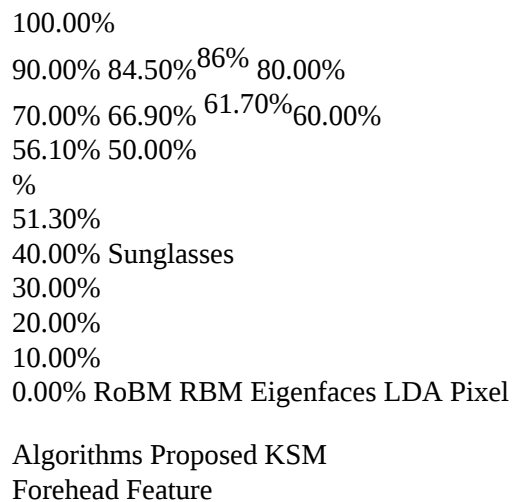 100.00%
90.00% 84.50%86% 80.00%
70.00% 66.90% 61.70%60.00%
56.10% 50.00%
%
51.30%
40.00% Sunglasses
30.00%
20.00%
10.00%
0.00% RoBM RBM Eigenfaces LDA Pixel
Algorithms Proposed KSM
Forehead Feature